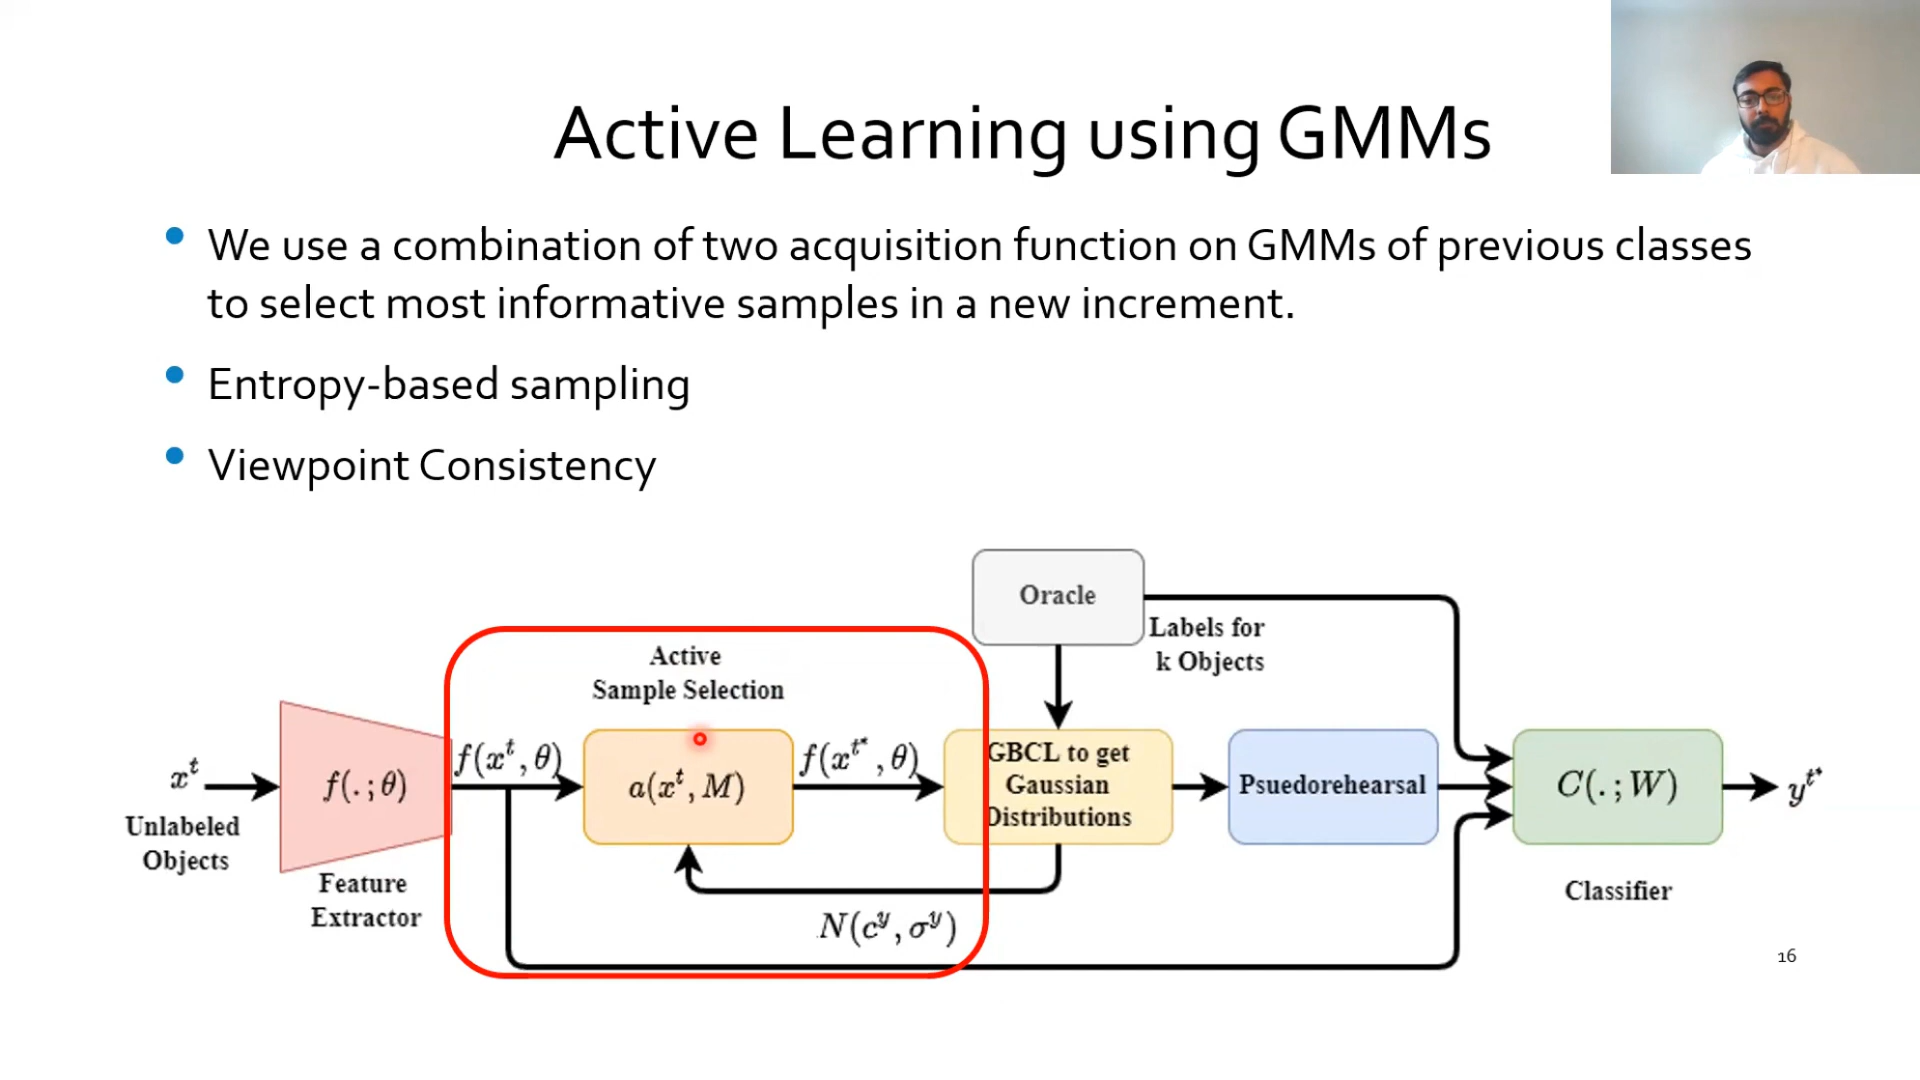 Active Learning using GMMs
We use a combination of two acquisition function on GMMs of previous classes
to select most informative samples in a new increment.
Entropy-based sampling
Viewpoint Consistency
Oracle
Labels for
k Objects
Active
Sample Selection
x^t
Unlabeled
Objects
f(.;θ)
Feature
Extractor
f(x^t, θ)
a(x^t, M)
f(x^{t*}, θ)
GBCL to get
Gaussian
Distributions
N(c^y, σ^y)
Psuedorehearsal
C(.;W)
Classifier
y^{t*}
16